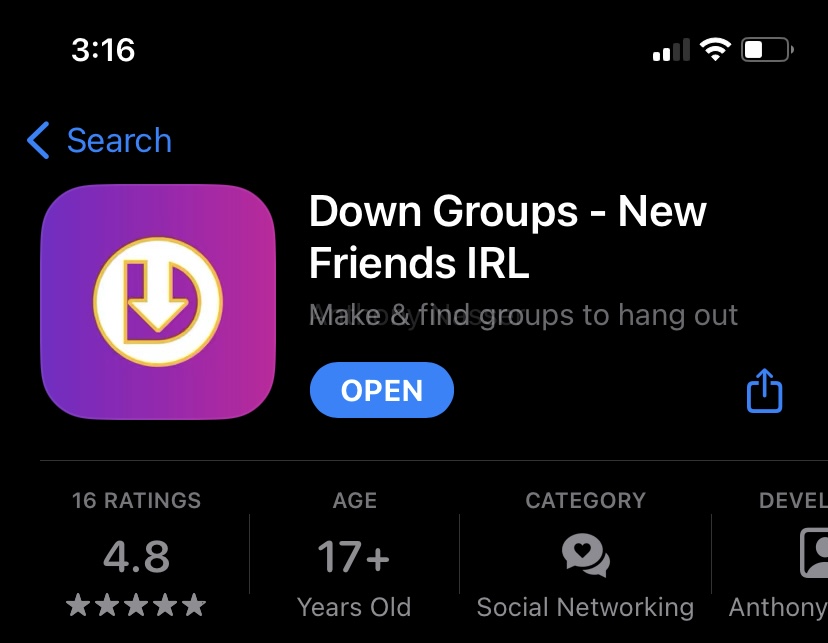 3:16
Search
Down Groups - New
Friends IRL
Make & find groups to hang out
OPEN
16 RATINGS
AGE
CATEGORY
DEVEL
4.8
17+
Years Old
Social Networking
Anthony